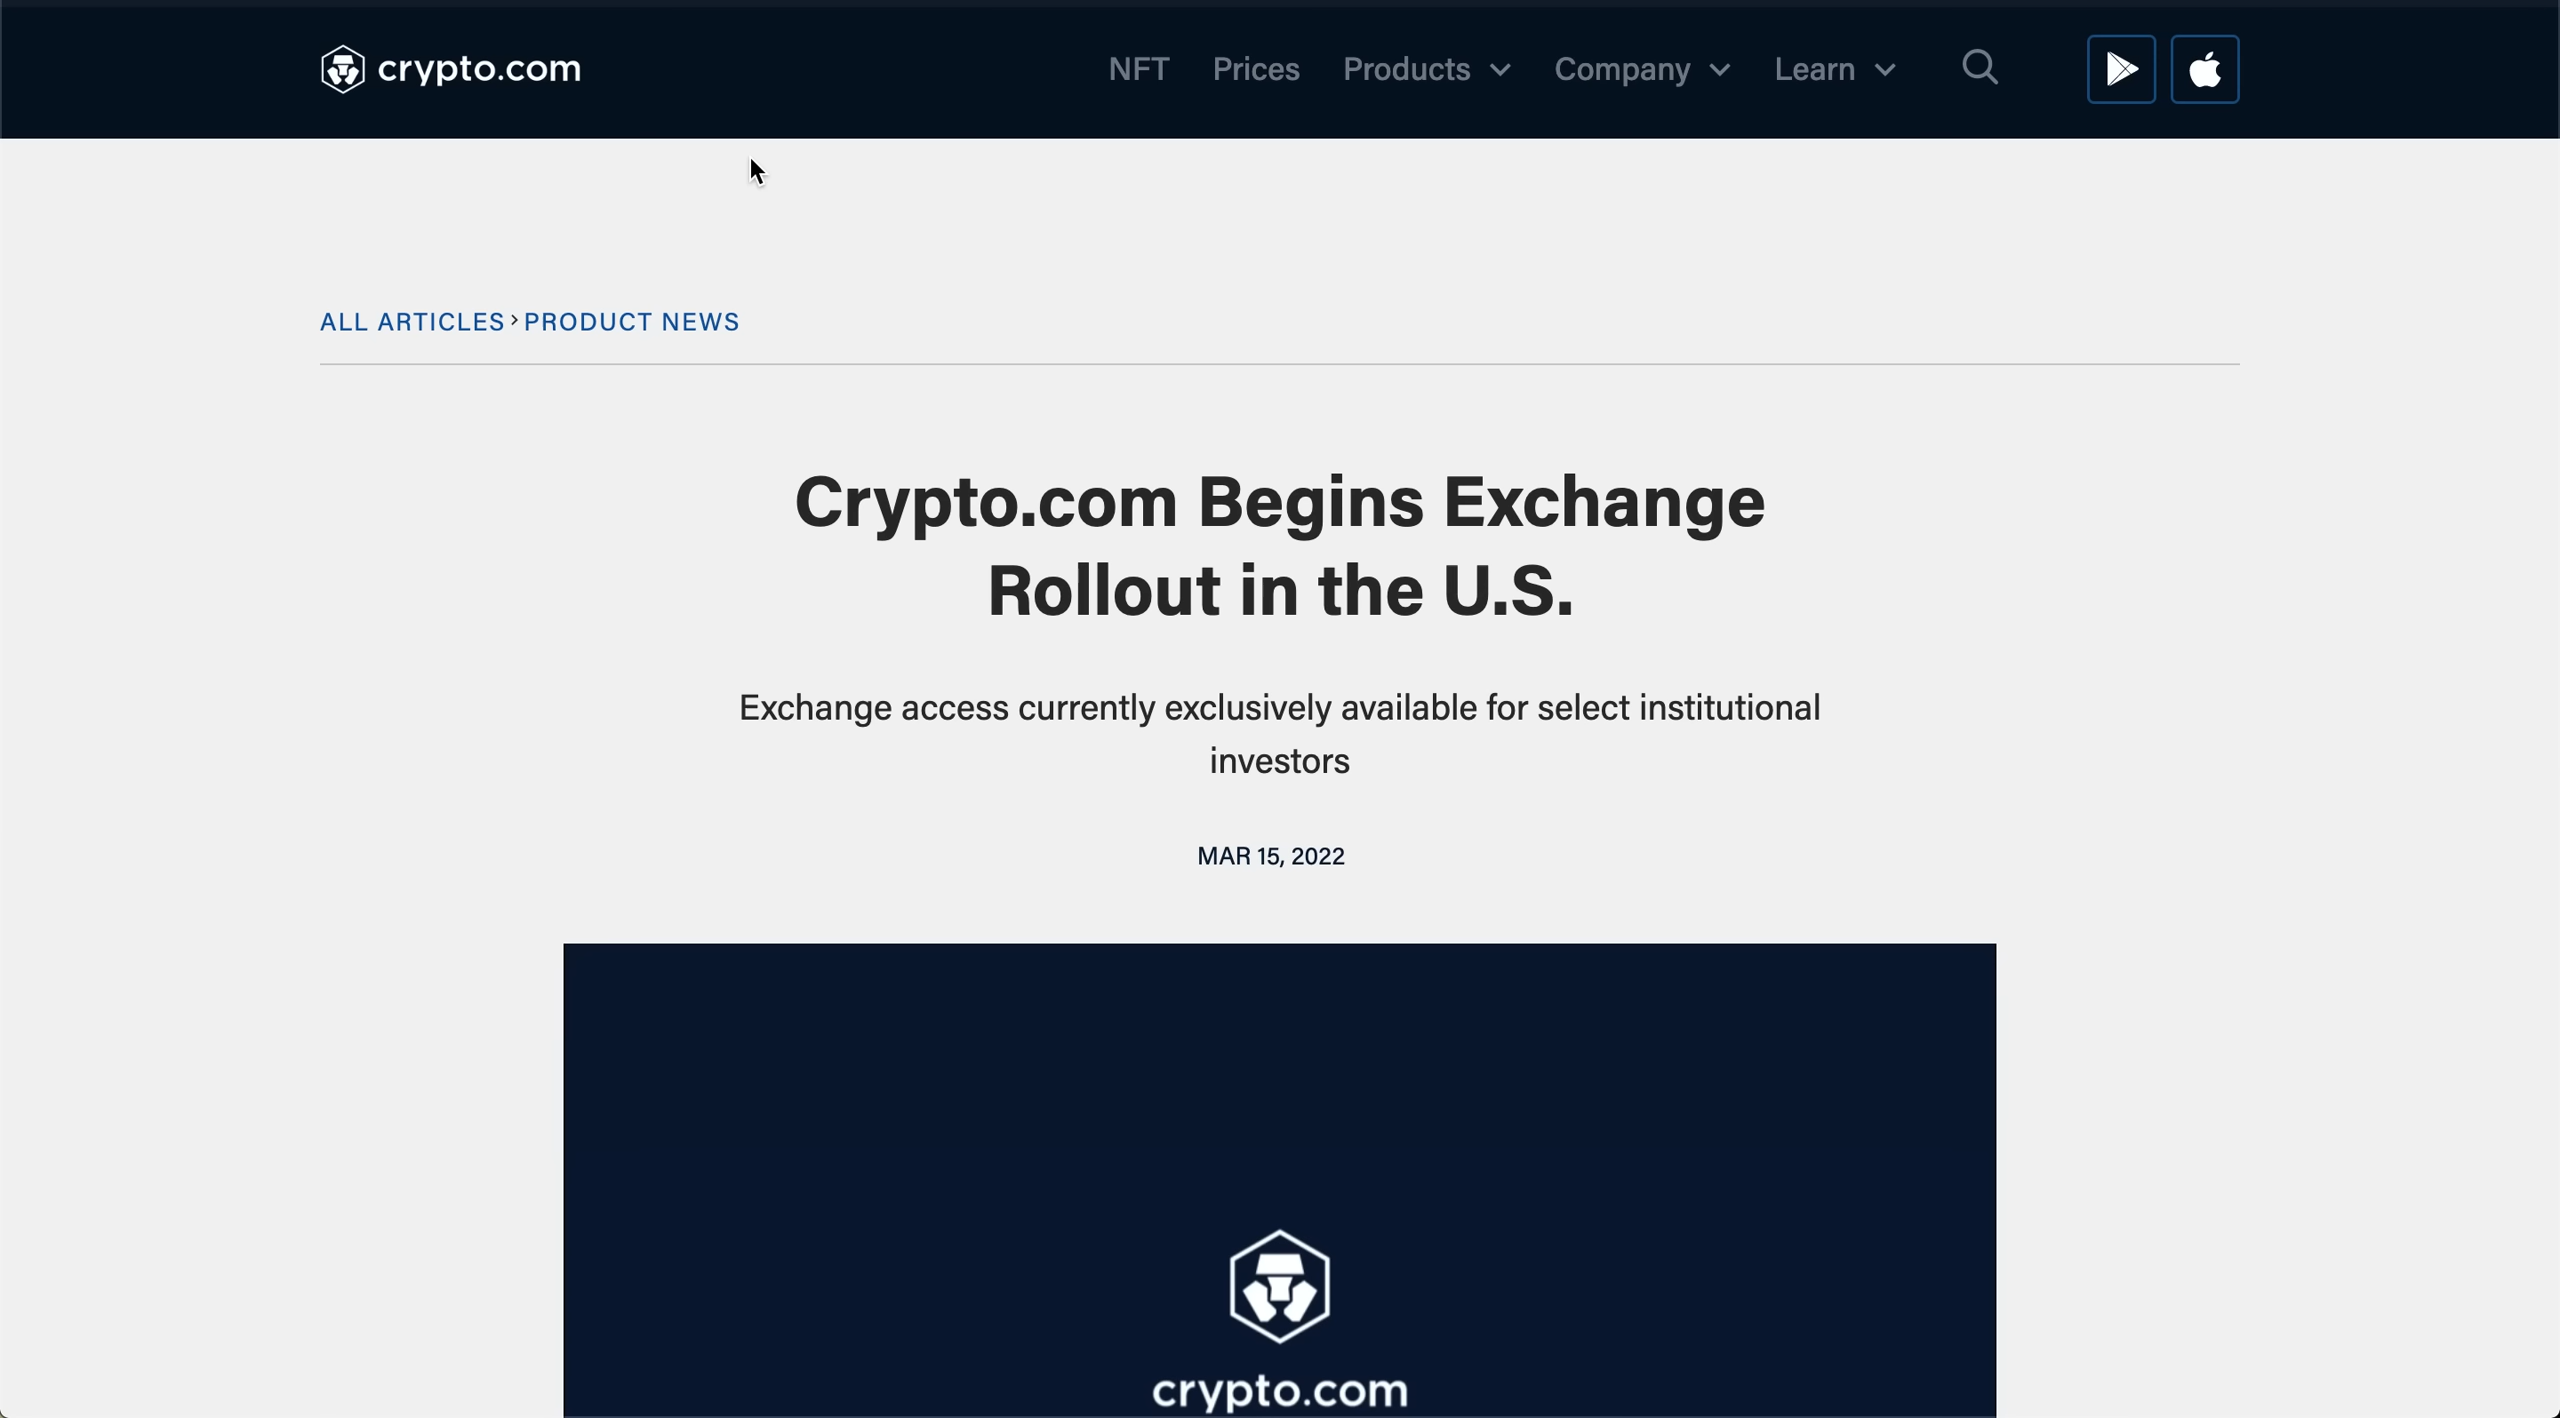 crypto.com
NFT Prices Products Company Learn
ALL ARTICLES › PRODUCT NEWS
Crypto.com Begins Exchange
Rollout in the U.S.
Exchange access currently exclusively available for select institutional
investors
MAR 15, 2022
crypto.com